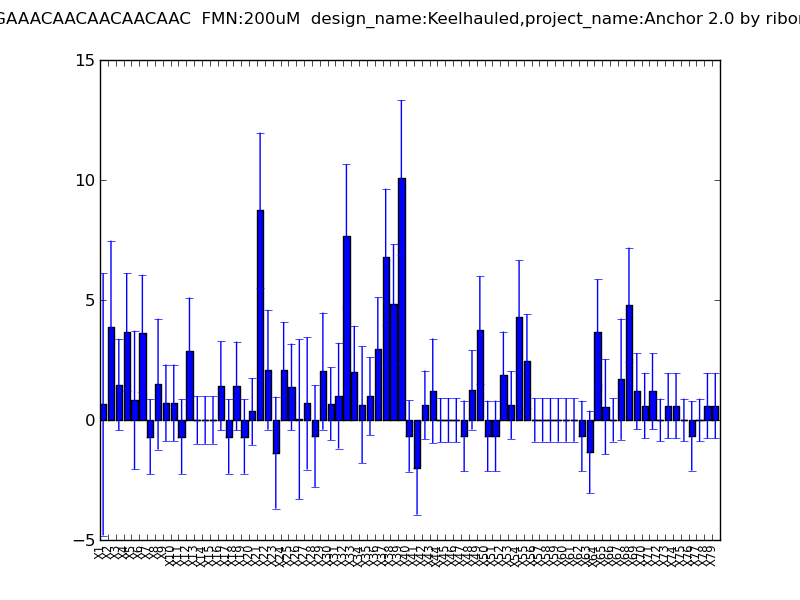 GAAACAACAACAACAAC FMN:200uM design_name:Keelhauled,project_name:Anchor 2.0 by ribo
15
10
5
0
−5
X1 X2 X3 X4 X5 X6 X7 X8 X9 X10 X11 X12 X13 X14 X15 X16 X17 X18 X19 X20 X21 X22 X23 X24 X25 X26 X27 X28 X29 X30 X31 X32 X33 X34 X35 X36 X37 X38 X39 X40 X41 X42 X43 X44 X45 X46 X47 X48 X49 X50 X51 X52 X53 X54 X55 X56 X57 X58 X59 X60 X61 X62 X63 X64 X65 X66 X67 X68 X69 X70 X71 X72 X73 X74 X75 X76 X77 X78 X79